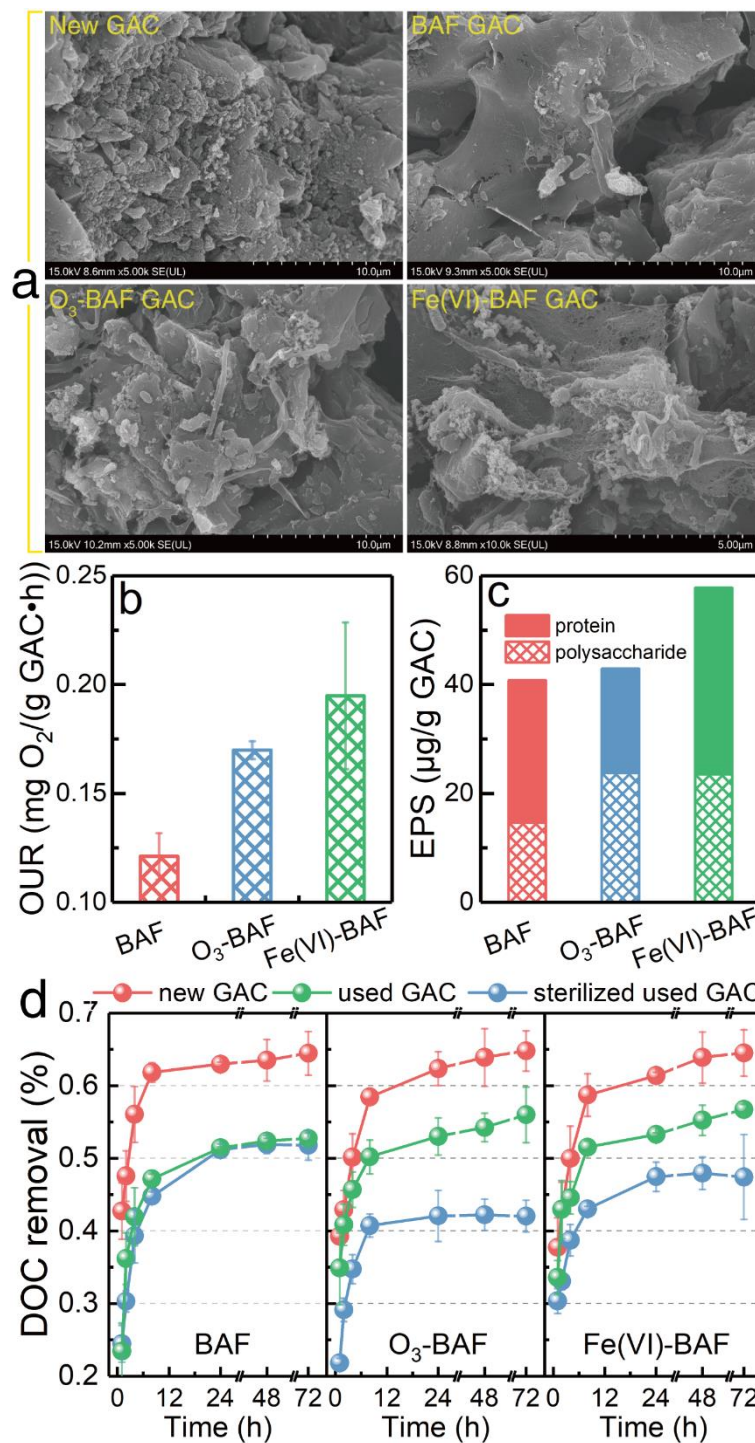 a
New GAC
15.0kV 8.6mm x5.00k SE(UL) 10.0μm
BAF GAC
15.0kV 9.3mm x5.00k SE(UL) 10.0μm
O₃-BAF GAC
15.0kV 10.2mm x5.00k SE(UL) 10.0μm
Fe(VI)-BAF GAC
15.0kV 8.8mm x10.0k SE(UL) 5.00μm
b
OUR (mg O₂/(g GAC•h))
0.25
0.20
0.15
0.10
BAF
O₃-BAF
Fe(VI)-BAF
c
EPS (μg/g GAC)
60
40
20
0
protein
polysaccharide
BAF
O₃-BAF
Fe(VI)-BAF
d
new GAC used GAC sterilized used GAC
DOC removal (%)
0.7
0.6
0.5
0.4
0.3
0.2
BAF
O₃-BAF
Fe(VI)-BAF
0 12 24 48 72
0 12 24 48 72
0 12 24 48 72
Time (h)
Time (h)
Time (h)